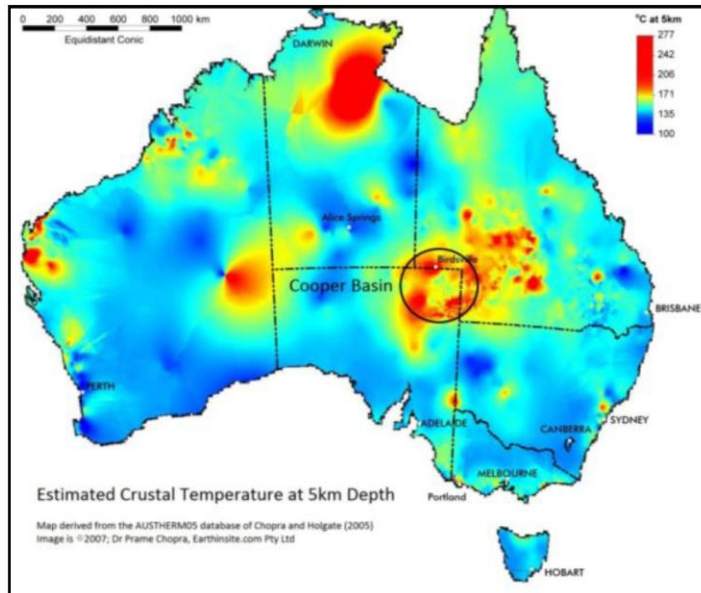 0 200 400 600 800 1000 km
Equidistant Conic
°C at 5km
277
242
206
171
135
100
DARWIN
Alice Springs
Birdsville
Cooper Basin
BRISBANE
PERTH
ADELAIDE
SYDNEY
CANBERRA
MELBOURNE
Portland
HOBART
Estimated Crustal Temperature at 5km Depth
Map derived from the AUSTHERM05 database of Chopra and Holgate (2005)
Image is ©2007; Dr Prame Chopra, Earthinsite.com Pty Ltd